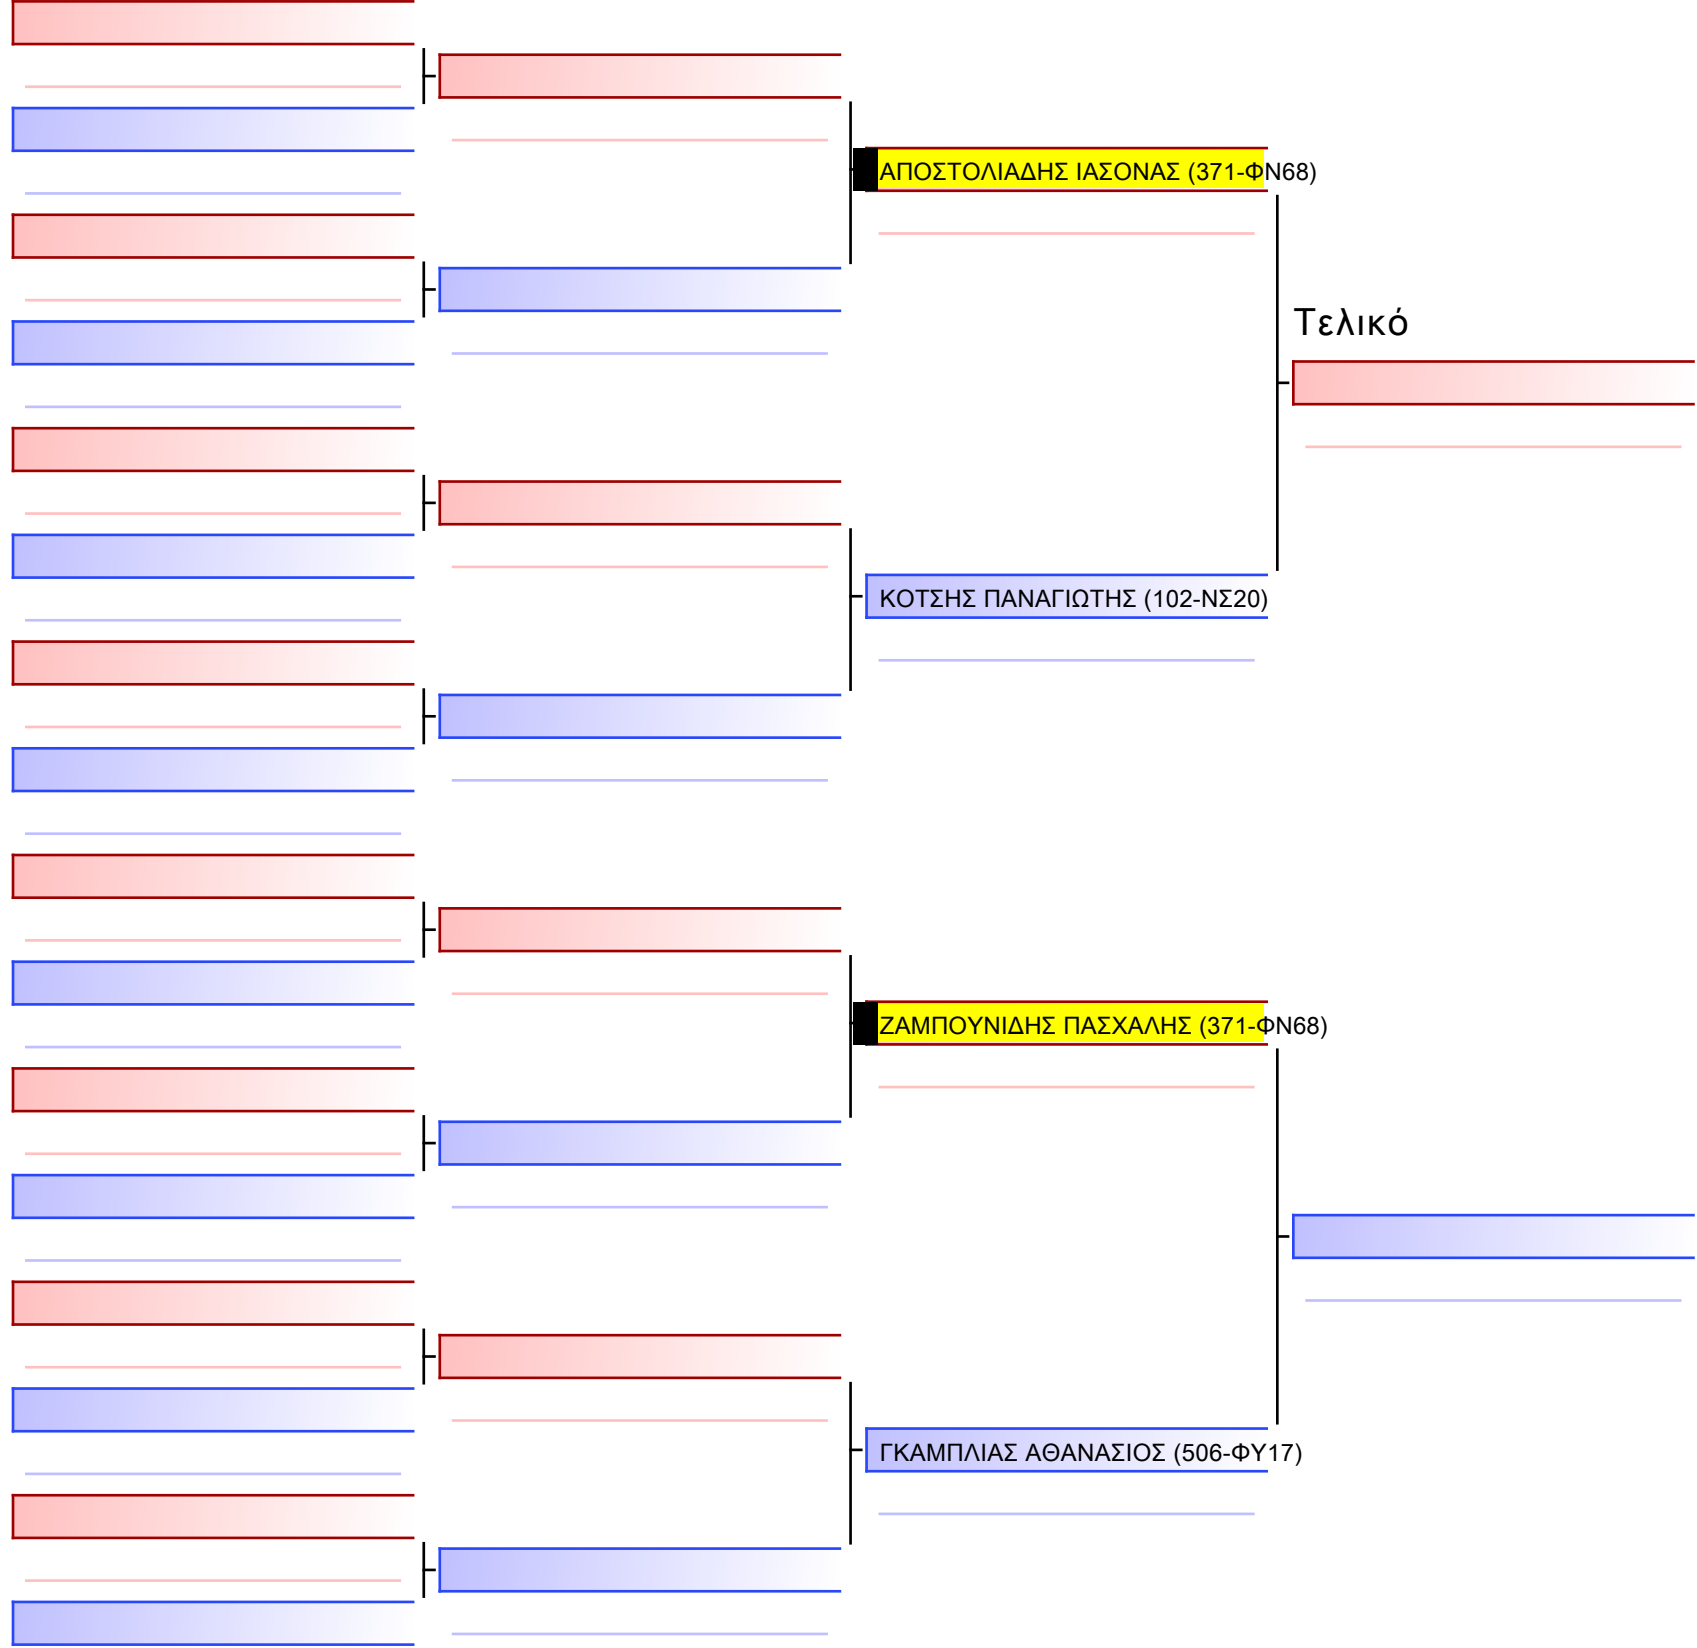 ΑΠΟΣΤΟΛΙΑΔΗΣ ΙΑΣΟΝΑΣ (371-ΦΝ68)
Τελικό
ΚΟΤΣΗΣ ΠΑΝΑΓΙΩΤΗΣ (102-ΝΣ20)
ΖΑΜΠΟΥΝΙΔΗΣ ΠΑΣΧΑΛΗΣ (371-ΦΝ68)
ΓΚΑΜΠΛΙΑΣ ΑΘΑΝΑΣΙΟΣ (506-ΦΥ17)